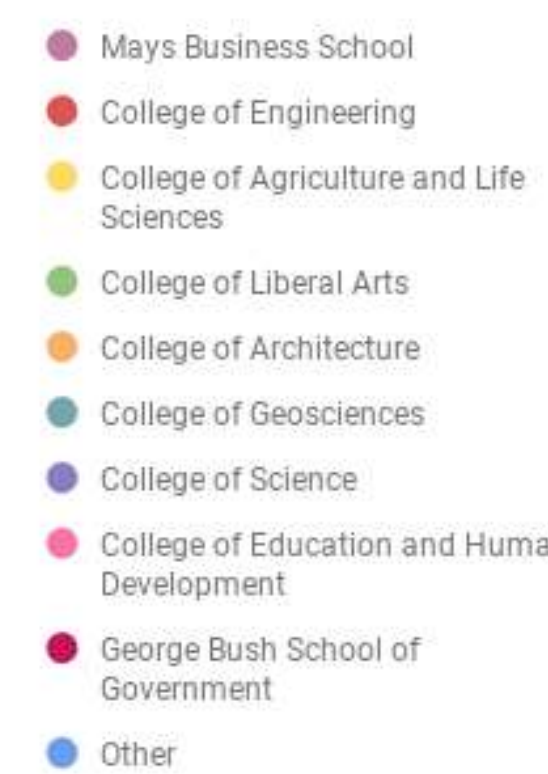 Mays Business School
College of Engineering
College of Agriculture and Life
Sciences
College of Liberal Arts
College of Architecture
College of Geosciences
College of Science
College of Education and Huma
Development
George Bush School of
Government
Other